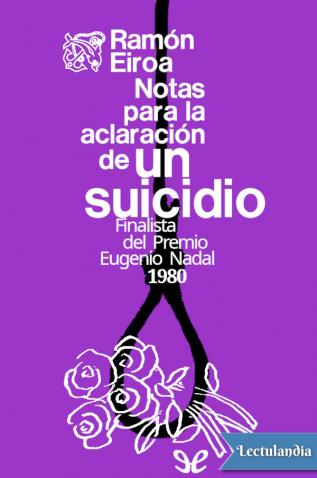 Ramón
Eiroa
Notas
para la
aclaración
de un
suicidio
Finalista
del Premio
Eugenio Nadal
1980
Lectulandia